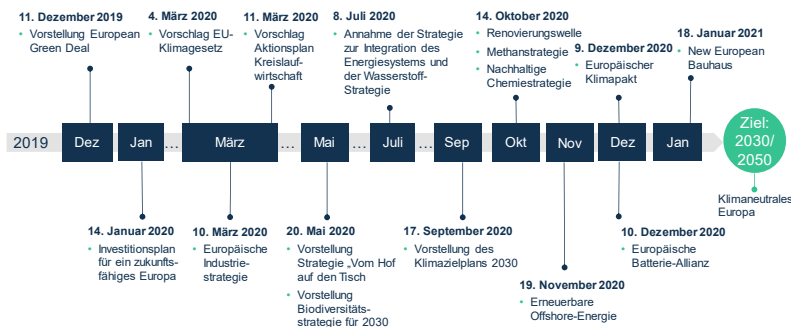 11. Dezember 2019
• Vorstellung European
Green Deal
4. März 2020
• Vorschlag EU-
Klimagesetz
11. März 2020
• Vorschlag
Aktionsplan
Kreislauf-
wirtschaft
8. Juli 2020
• Annahme der Strategie
zur Integration des
Energiesystems und
der Wasserstoff-
Strategie
14. Oktober 2020
• Renovierungswelle
• Methanstrategie
• Nachhaltige
Chemiestrategie
9. Dezember 2020
• Europäischer
Klimapakt
18. Januar 2021
• New European
Bauhaus
2019
Dez
Jan
...
März
...
Mai
...
Juli
...
Sep
Okt
Nov
Dez
Jan
Ziel:
2030/
2050
Klimaneutrales
Europa
14. Januar 2020
• Investitionsplan
für ein zukunfts-
fähiges Europa
10. März 2020
• Europäische
Industrie-
strategie
20. Mai 2020
• Vorstellung
Strategie „Vom Hof
auf den Tisch
• Vorstellung
Biodiversitäts-
strategie für 2030
17. September 2020
• Vorstellung des
Klimazielplans 2030
19. November 2020
• Erneuerbare
Offshore-Energie
10. Dezember 2020
• Europäische
Batterie-Allianz